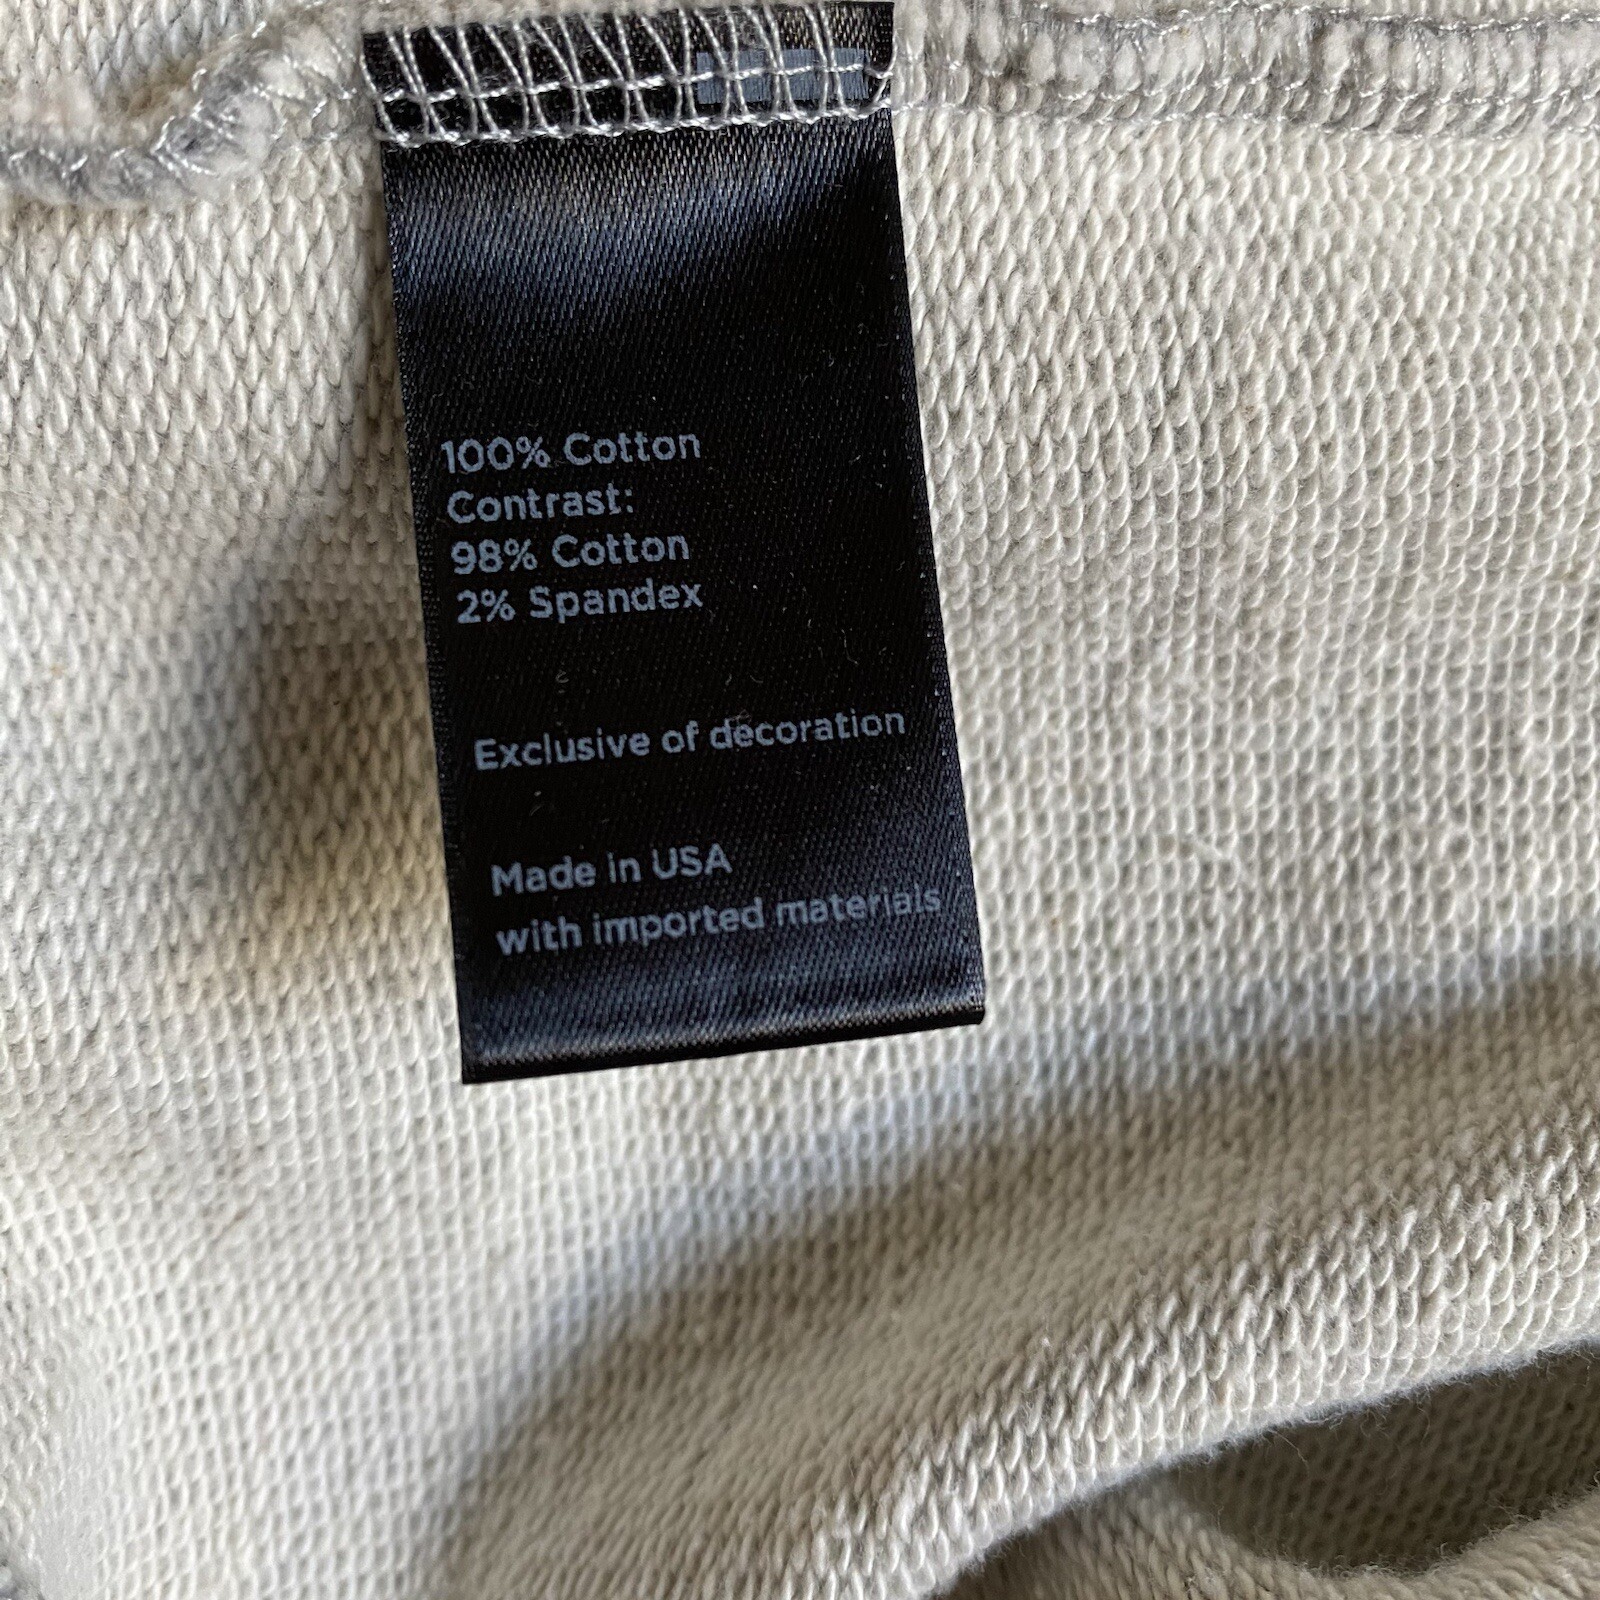 100% Cotton
Contrast:
98% Cotton
2% Spandex
Exclusive of decoration
Made in USA
with imported materials